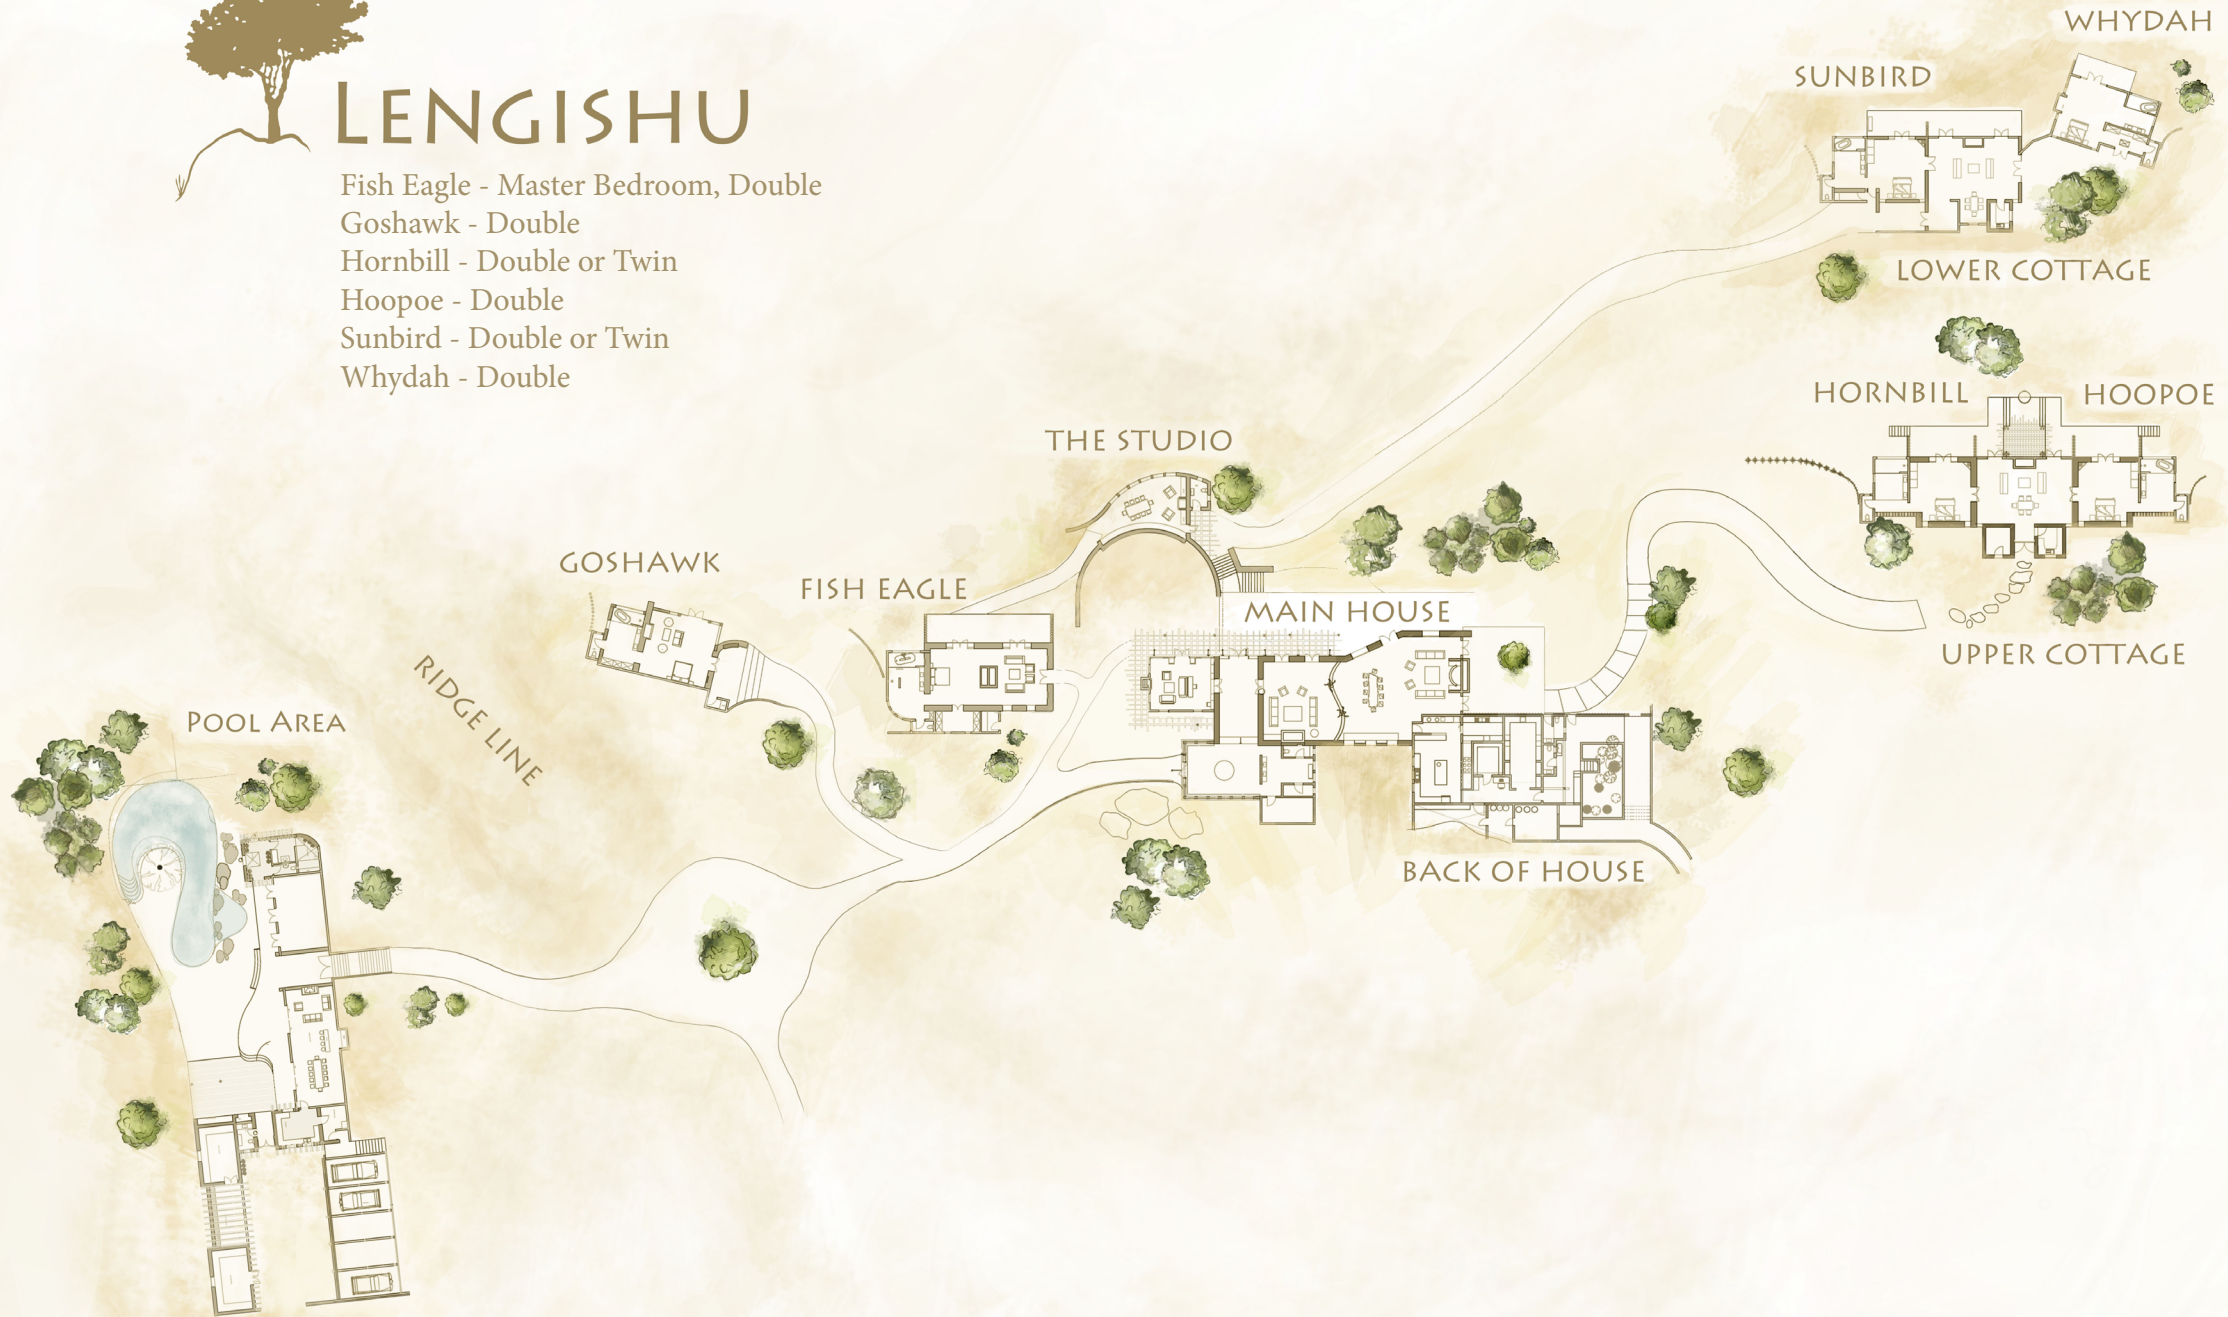 LENGISHU
Fish Eagle - Master Bedroom, Double
Goshawk - Double
Hornbill - Double or Twin
Hoopoe - Double
Sunbird - Double or Twin
Whydah - Double
WHYDAH
SUNBIRD
LOWER COTTAGE
HORNBILL
HOOPOE
UPPER COTTAGE
THE STUDIO
GOSHAWK
FISH EAGLE
MAIN HOUSE
RIDGE LINE
POOL AREA
BACK OF HOUSE